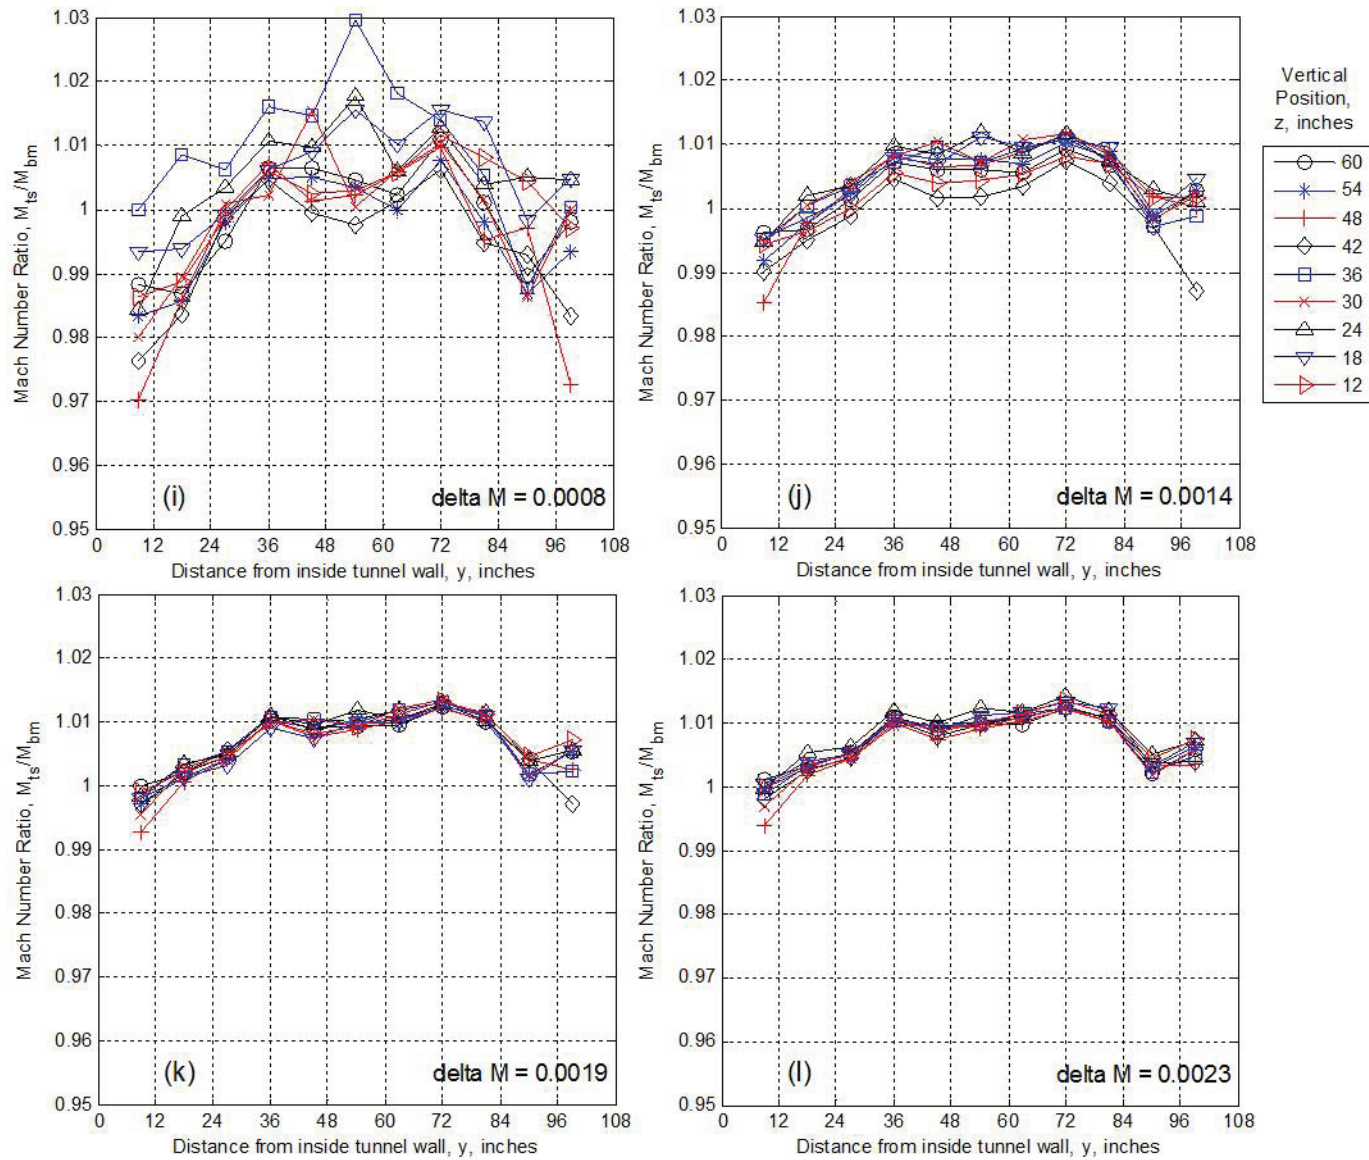 1.03
1.02
1.01
1
0.99
0.98
0.97
0.96
0.95
Mach Number Ratio, Mts/Mbm
(i)
delta M = 0.0008
0 12 24 36 48 60 72 84 96 108
Distance from inside tunnel wall, y, inches
1.03
1.02
1.01
1
0.99
0.98
0.97
0.96
0.95
Mach Number Ratio, Mts/Mbm
(j)
delta M = 0.0014
0 12 24 36 48 60 72 84 96 108
Distance from inside tunnel wall, y, inches
Vertical
Position,
z, inches
60
54
48
42
36
30
24
18
12
1.03
1.02
1.01
1
0.99
0.98
0.97
0.96
0.95
Mach Number Ratio, Mts/Mbm
(k)
delta M = 0.0019
0 12 24 36 48 60 72 84 96 108
Distance from inside tunnel wall, y, inches
1.03
1.02
1.01
1
0.99
0.98
0.97
0.96
0.95
Mach Number Ratio, Mts/Mbm
(l)
delta M = 0.0023
0 12 24 36 48 60 72 84 96 108
Distance from inside tunnel wall, y, inches